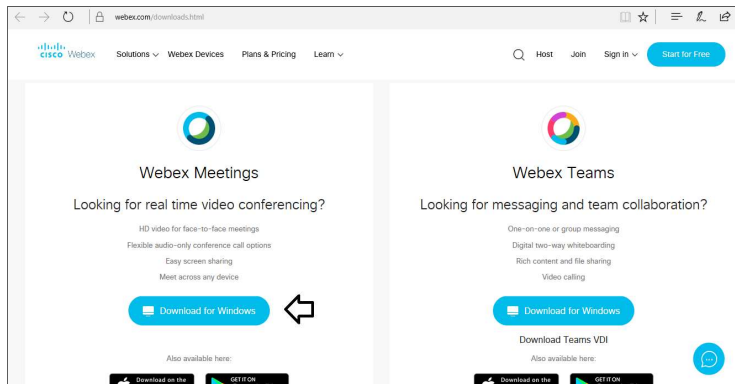 webex.com/downloads.html
CISCO Webex Solutions Webex Devices Plans & Pricing Learn Host Join Sign in Start for Free
Webex Meetings
Looking for real time video conferencing?
HD video for face-to-face meetings
Flexible audio-only conference call options
Easy screen sharing
Meet across any device
Download for Windows
Also available here:
Download on the
GET IT ON
Webex Teams
Looking for messaging and team collaboration?
One-on-one or group messaging
Digital two-way whiteboarding
Rich content and file sharing
Video calling
Download for Windows
Download Teams VDI
Also available here:
Download on the
GET IT ON